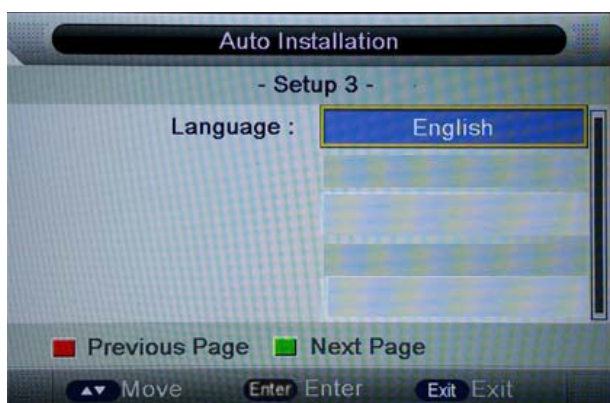 Auto Installation
- Setup 3 -
Language : English
Previous Page Next Page
Move Enter Enter Exit Exit